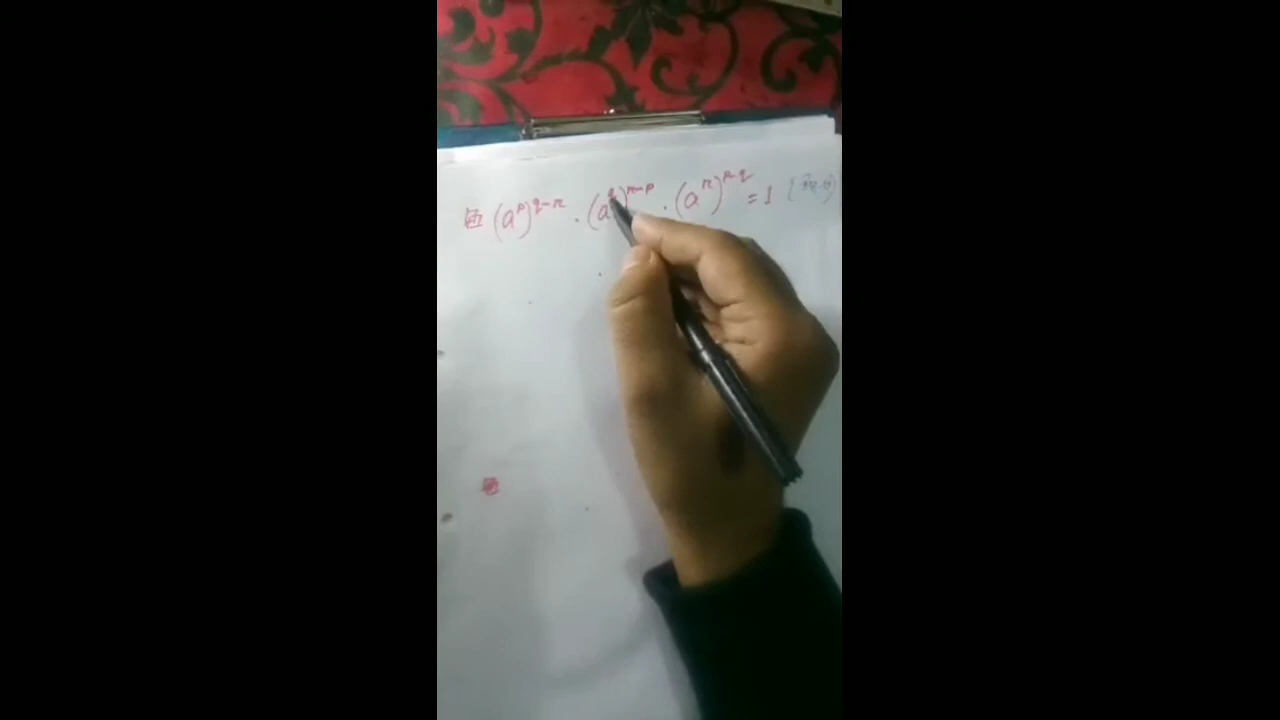 (a^p)^{q-r} · (a^q)^{r-p} · (a^r)^{p-q} = 1